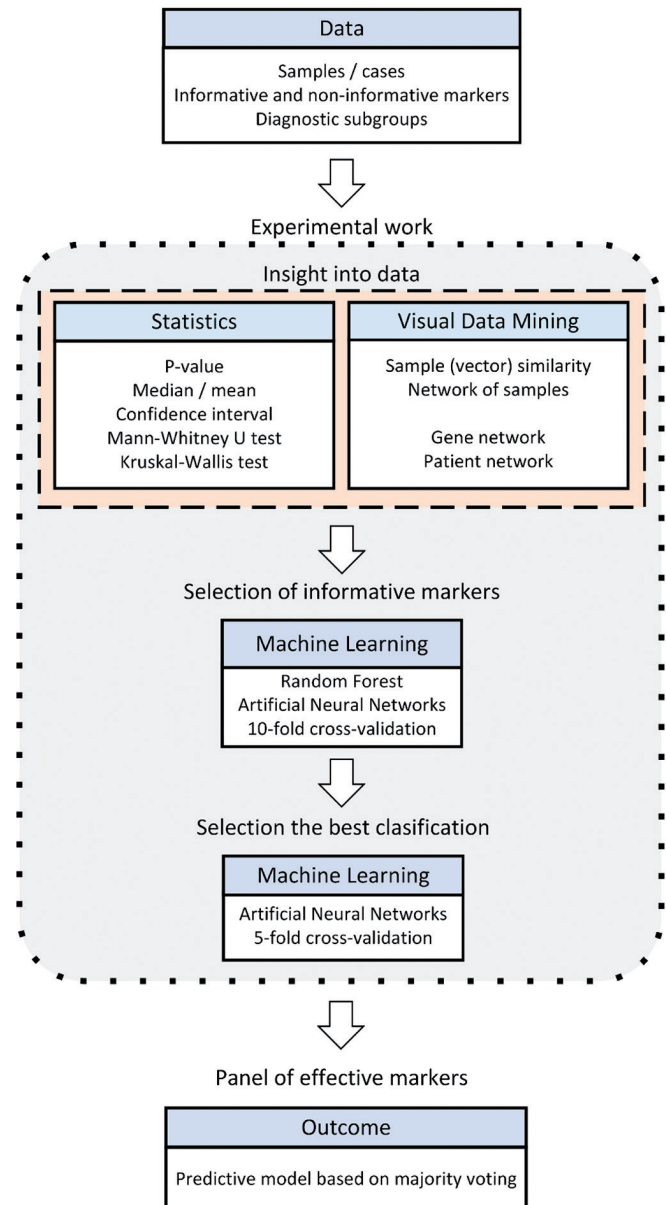 Data
Samples / cases
Informative and non-informative markers
Diagnostic subgroups
Experimental work
Insight into data
Statistics
P-value
Median / mean
Confidence interval
Mann-Whitney U test
Kruskal-Wallis test
Visual Data Mining
Sample (vector) similarity
Network of samples
Gene network
Patient network
Selection of informative markers
Machine Learning
Random Forest
Artificial Neural Networks
10-fold cross-validation
Selection the best clasification
Machine Learning
Artificial Neural Networks
5-fold cross-validation
Panel of effective markers
Outcome
Predictive model based on majority voting